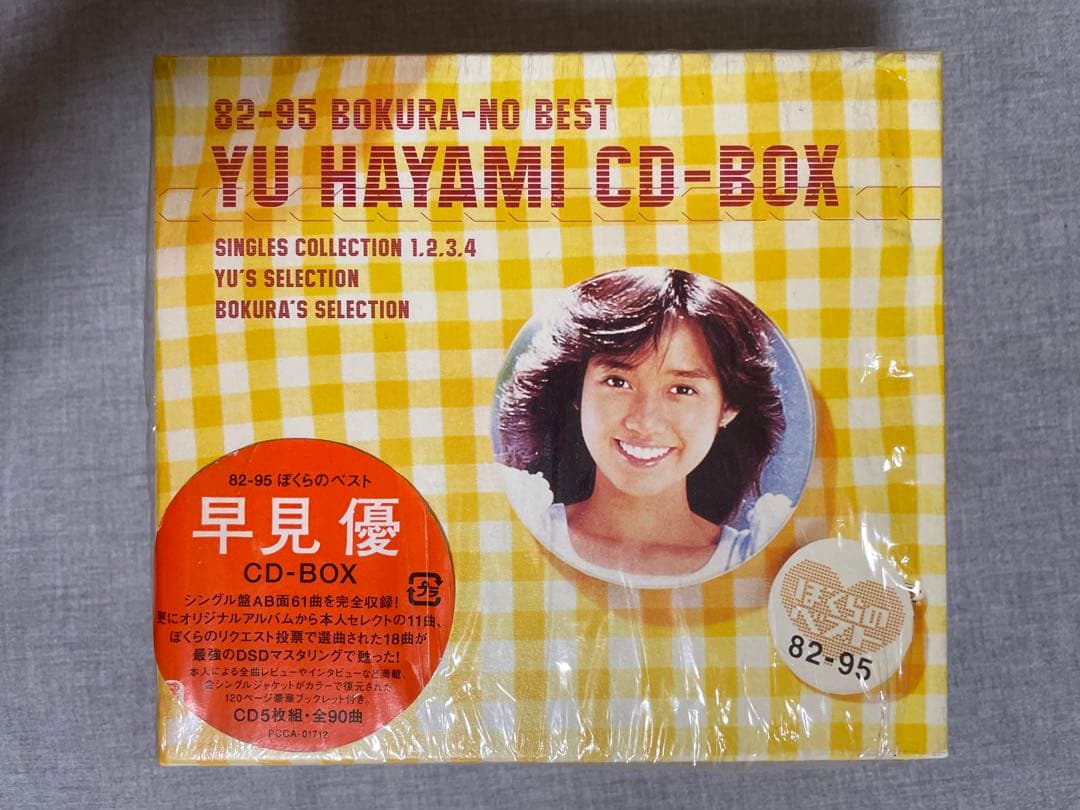 82-95 BOKURA-NO BEST
YU HAYAMI CD-BOX
SINGLES COLLECTION 1,2,3,4
YU'S SELECTION
BOKURA'S SELECTION
82-95 ぼくらのベスト
早見 優
CD-BOX
プラ
シングル盤AB面61曲を完全収録!
更にオリジナルアルバムから本人セレクトの11曲、
ぼくらのリクエスト投票で選曲された18曲が
最強のDSDマスタリングで甦った!
本人による全曲レビューやインタビューなど満載、
全シングルジャケットがカラーで復元された
120ページ豪華ブックレット付き。
CD5枚組・全90曲
PCCA-01712
ぼくらの
ベスト
82-95